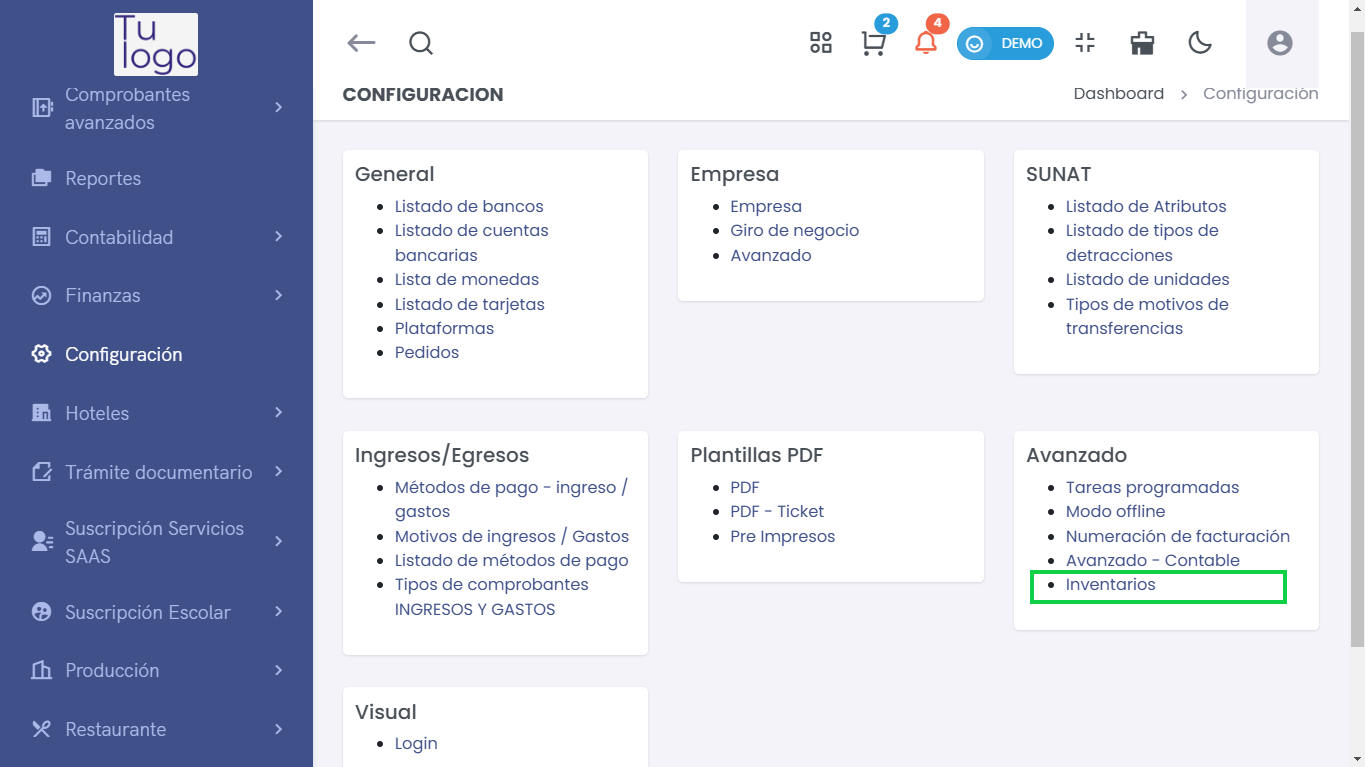 Tu
logo
Comprobantes
avanzados
Reportes
Contabilidad
Finanzas
Configuración
Hoteles
Trámite documentario
Suscripción Servicios
SAAS
Suscripción Escolar
Producción
Restaurante
2
4
DEMO
CONFIGURACION
Dashboard > Configuración
General
Listado de bancos
Listado de cuentas
bancarias
Lista de monedas
Listado de tarjetas
Plataformas
Pedidos
Empresa
Empresa
Giro de negocio
Avanzado
SUNAT
Listado de Atributos
Listado de tipos de
detracciones
Listado de unidades
Tipos de motivos de
transferencias
Ingresos/Egresos
Métodos de pago - ingreso /
gastos
Motivos de ingresos / Gastos
Listado de métodos de pago
Tipos de comprobantes
INGRESOS Y GASTOS
Plantillas PDF
PDF
PDF - Ticket
Pre Impresos
Avanzado
Tareas programadas
Modo offline
Numeración de facturación
Avanzado - Contable
Inventarios
Visual
Login